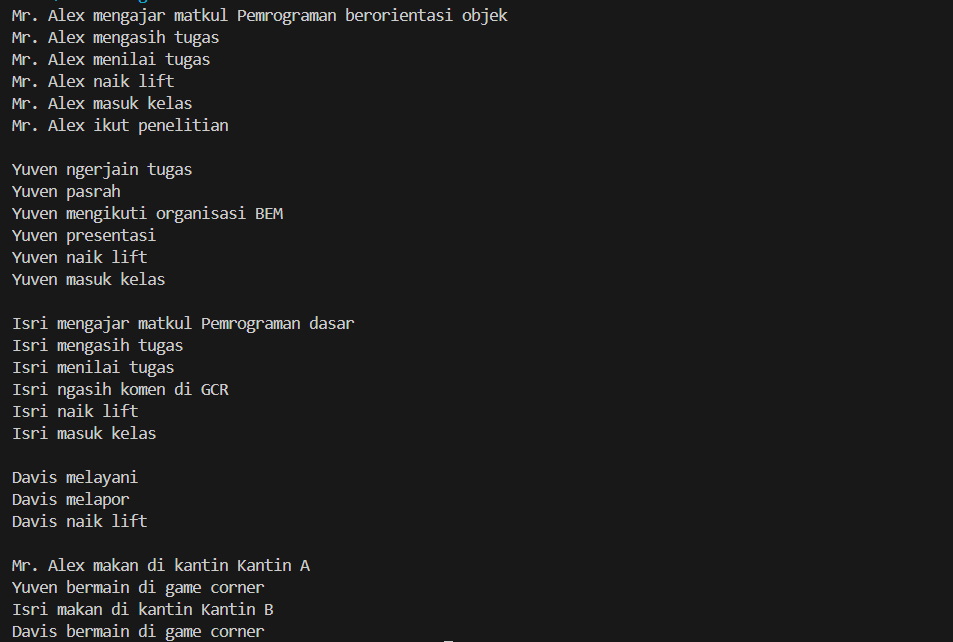 Mr. Alex mengajar matkul Pemrograman berorientasi objek
Mr. Alex mengasih tugas
Mr. Alex menilai tugas
Mr. Alex naik lift
Mr. Alex masuk kelas
Mr. Alex ikut penelitian
Yuven ngerjain tugas
Yuven pasrah
Yuven mengikuti organisasi BEM
Yuven presentasi
Yuven naik lift
Yuven masuk kelas
Isri mengajar matkul Pemrograman dasar
Isri mengasih tugas
Isri menilai tugas
Isri ngasih komen di GCR
Isri naik lift
Isri masuk kelas
Davis melayani
Davis melapor
Davis naik lift
Mr. Alex makan di kantin Kantin A
Yuven bermain di game corner
Isri makan di kantin Kantin B
Davis bermain di game corner